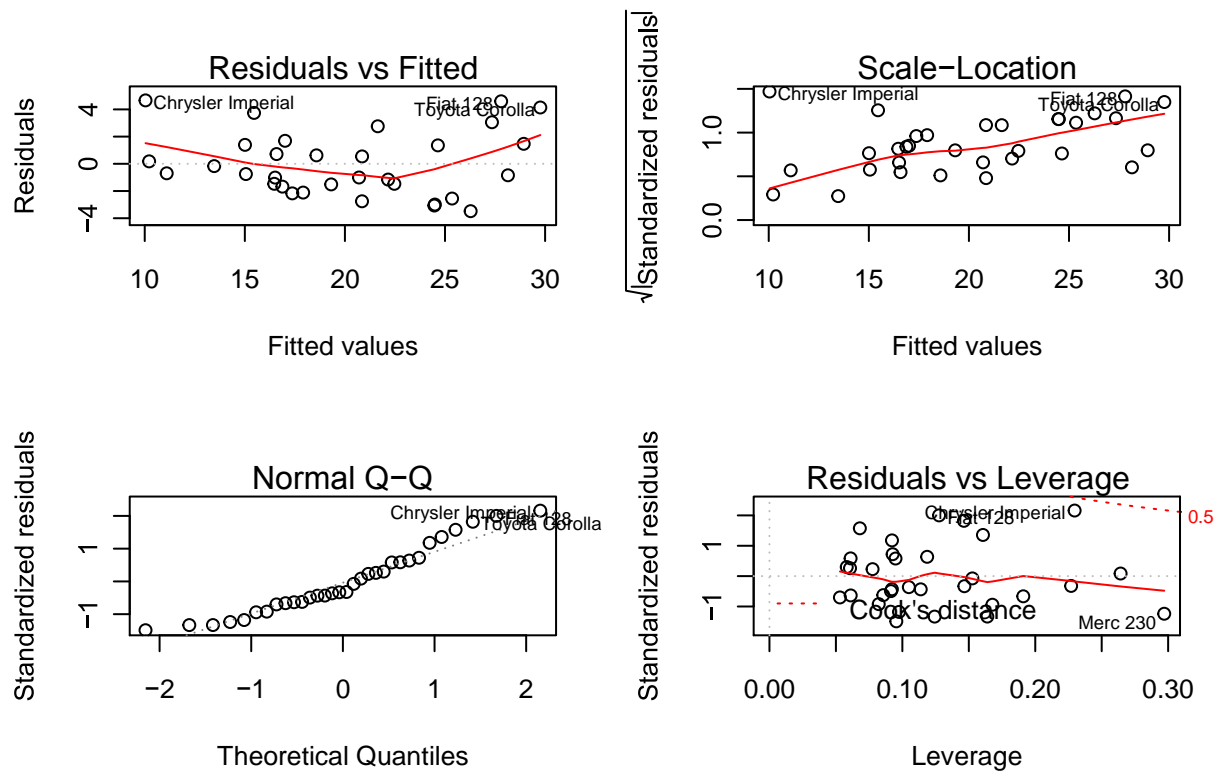 Residuals vs Fitted
Residuals
4
0
−4
Chrysler Imperial
Fiat 128
Toyota Corolla
10 15 20 25 30
Fitted values
Scale−Location
√|Standardized residuals|
1.0
0.0
Chrysler Imperial
Fiat 128
Toyota Corolla
10 15 20 25 30
Fitted values
Normal Q−Q
Standardized residuals
1
−1
Chrysler Imperial
Fiat 128
Toyota Corolla
−2 −1 0 1 2
Theoretical Quantiles
Residuals vs Leverage
Standardized residuals
1
−1
Chrysler Imperial
Fiat 128
0.5
Cook's distance
Merc 230
0.00 0.10 0.20 0.30
Leverage